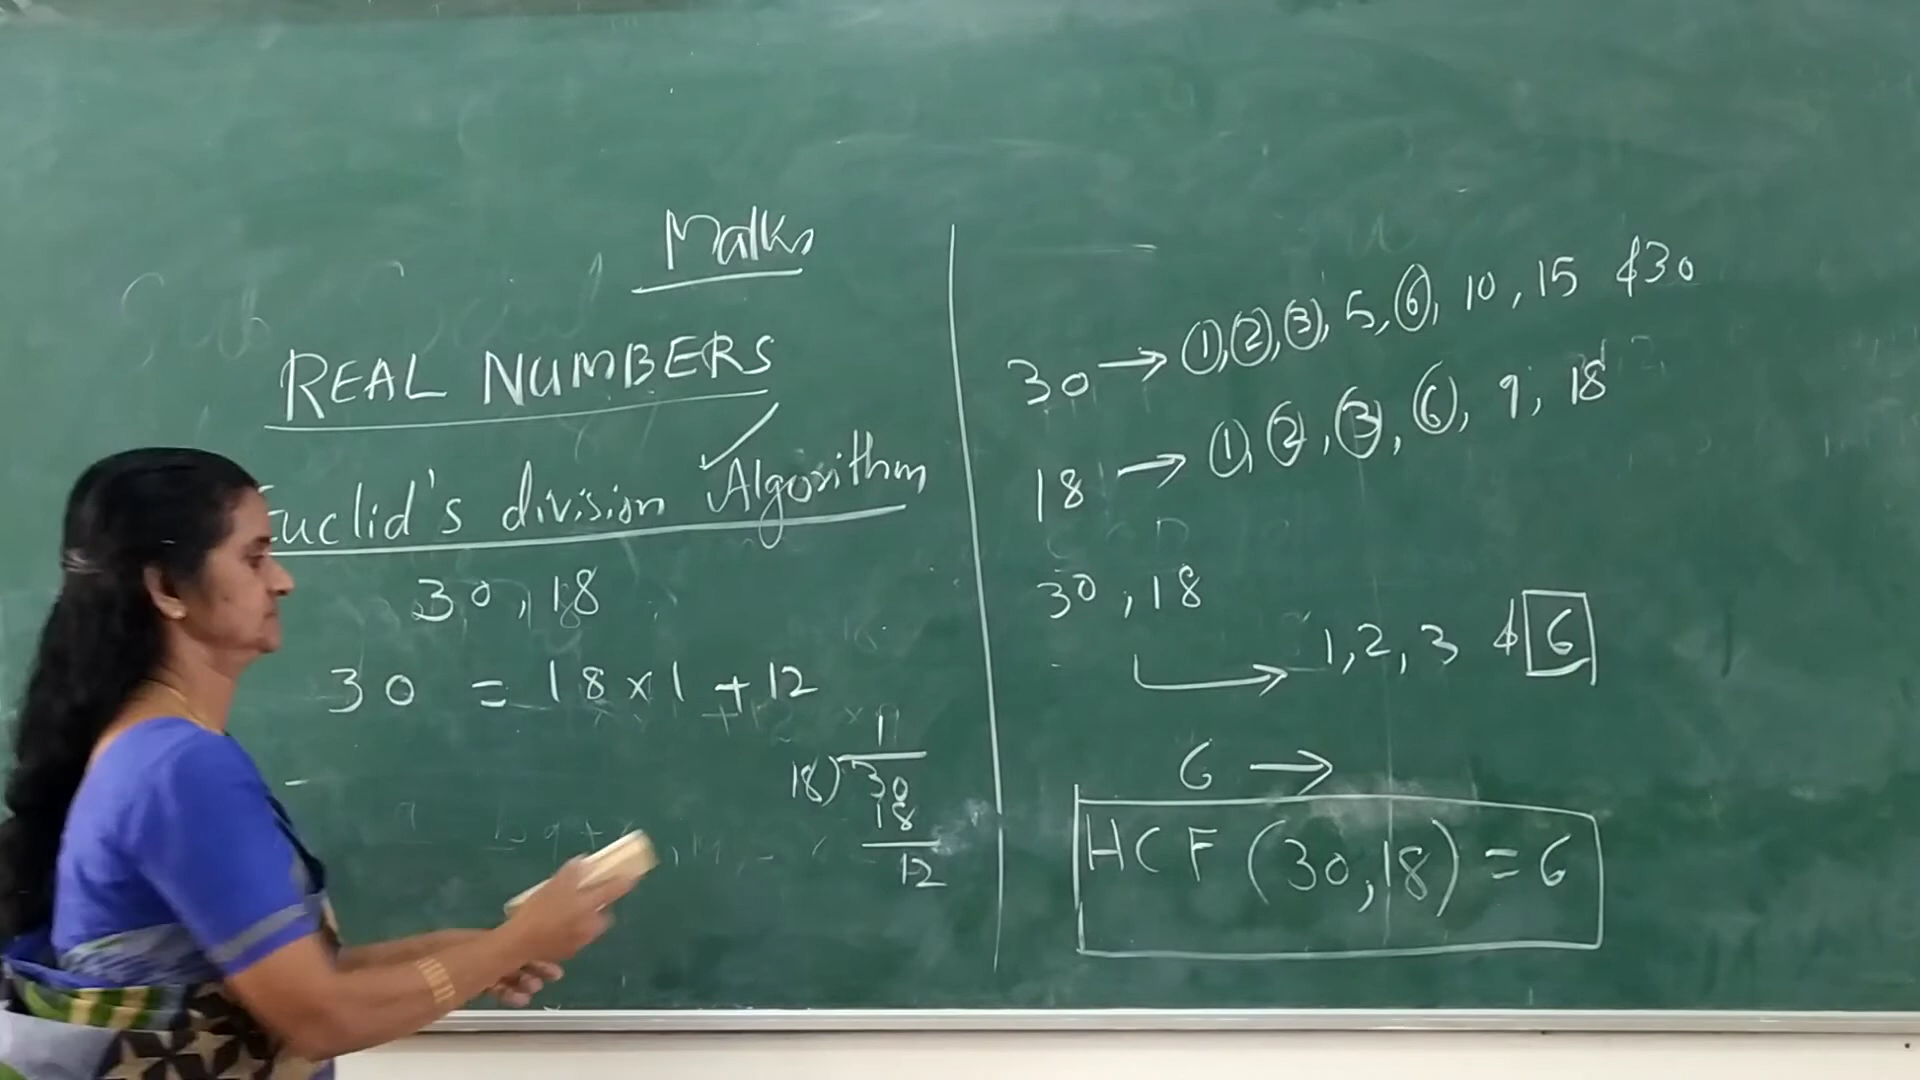 Maths
REAL NUMBERS
Euclid's division Algorithm
30, 18
30 = 18 × 1 + 12
1
18) 30
18
12
30 → 1, 2, 3, 5, 6, 10, 15 & 30
18 → 1, 2, 3, 6, 9, 18
30, 18
→ 1, 2, 3 & 6
6 →
HCF (30, 18) = 6